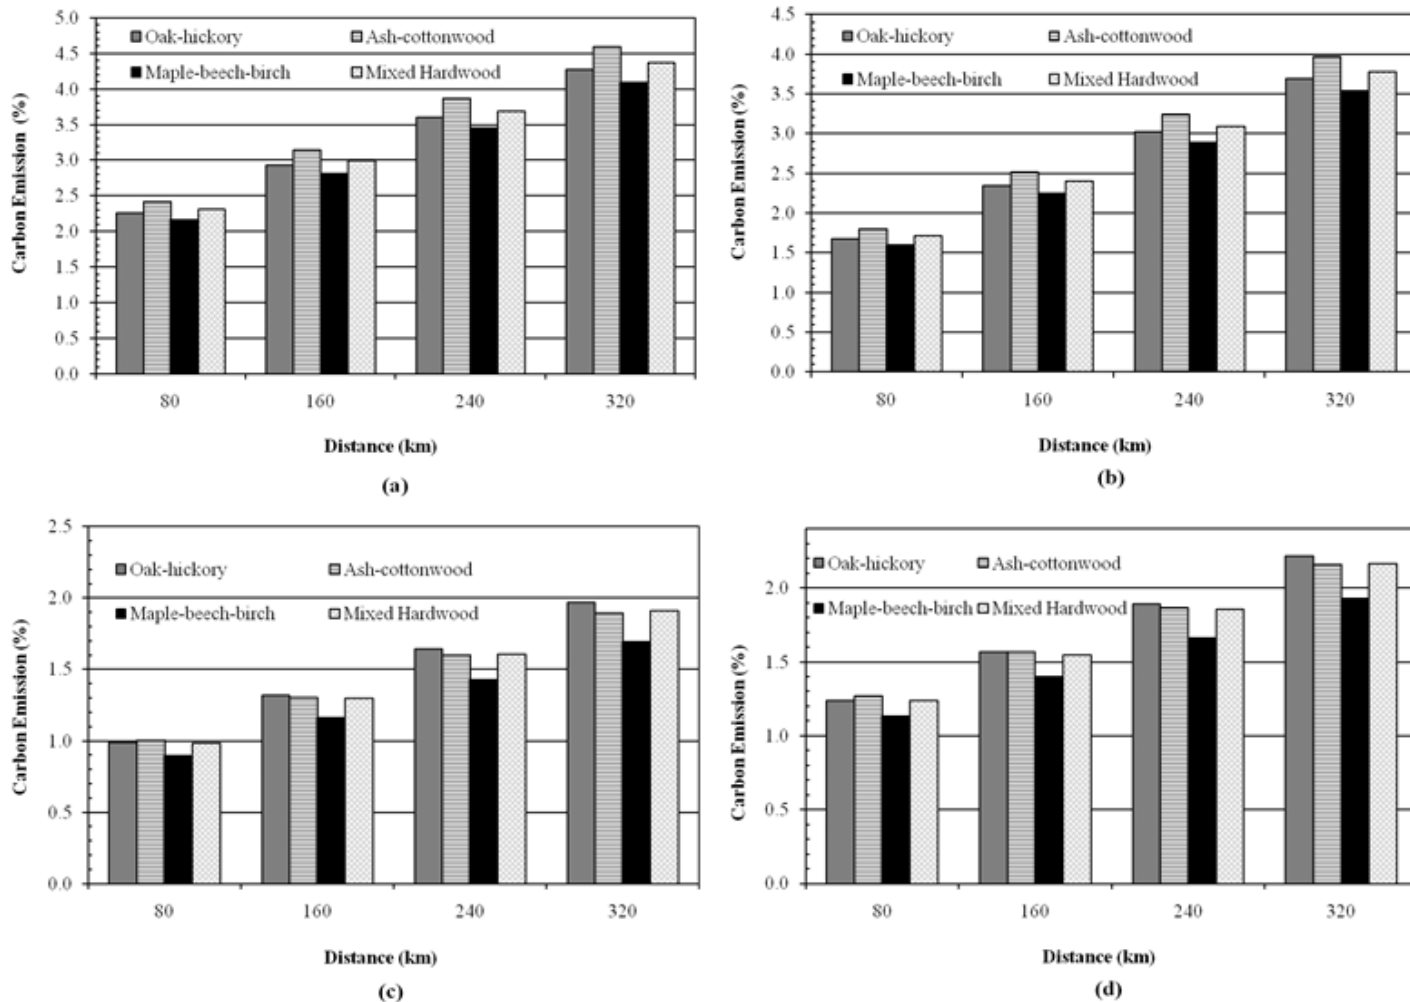 5.0
4.5
4.0
3.5
3.0
2.5
2.0
1.5
1.0
0.5
0.0
Carbon Emission (%)
Oak-hickory Ash-cottonwood
Maple-beech-birch Mixed Hardwood
80 160 240 320
Distance (km)
(a)
4.5
4.0
3.5
3.0
2.5
2.0
1.5
1.0
0.5
0.0
Carbon Emission (%)
Oak-hickory Ash-cottonwood
Maple-beech-birch Mixed Hardwood
80 160 240 320
Distance (km)
(b)
2.5
2.0
1.5
1.0
0.5
0.0
Carbon Emission (%)
Oak-hickory Ash-cottonwood
Maple-beech-birch Mixed Hardwood
80 160 240 320
Distance (km)
(c)
2.0
1.5
1.0
0.5
0.0
Carbon Emission (%)
Oak-hickory Ash-cottonwood
Maple-beech-birch Mixed Hardwood
80 160 240 320
Distance (km)
(d)